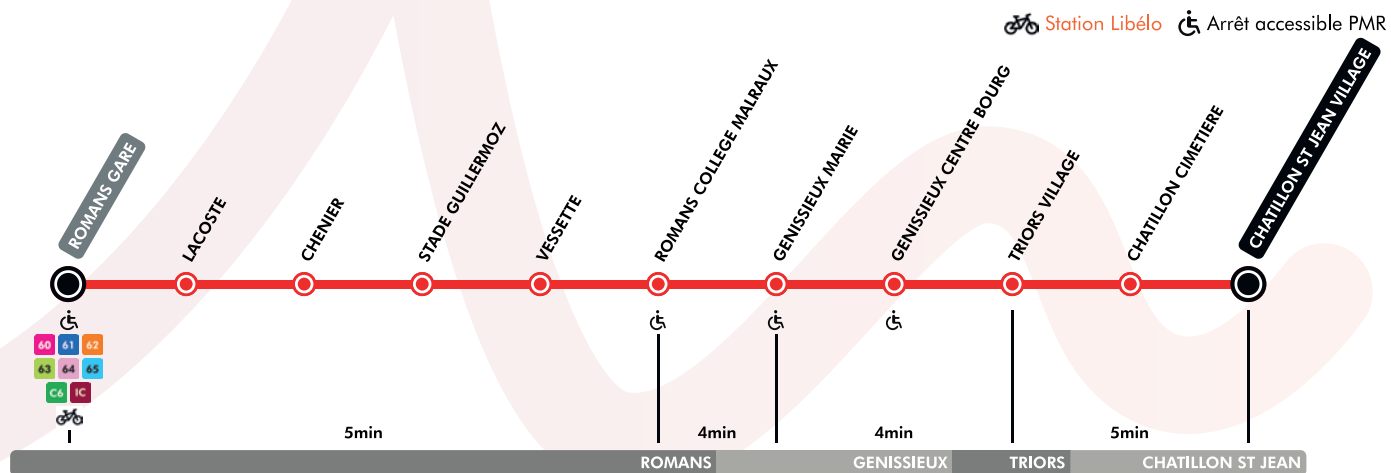 Station Libélo
Arrêt accessible PMR
ROMANS GARE
LACOSTE
CHENIER
STADE GUILLERMOZ
VESSETTE
ROMANS COLLEGE MALRAUX
GENISSIEUX MAIRIE
GENISSIEUX CENTRE BOURG
TRIORS VILLAGE
CHATILLON CIMETIERE
CHATILLON ST JEAN VILLAGE
60 61 62
63 64 65
C6 IC
5min 4min 4min 5min
ROMANS GENISSIEUX TRIORS CHATILLON ST JEAN